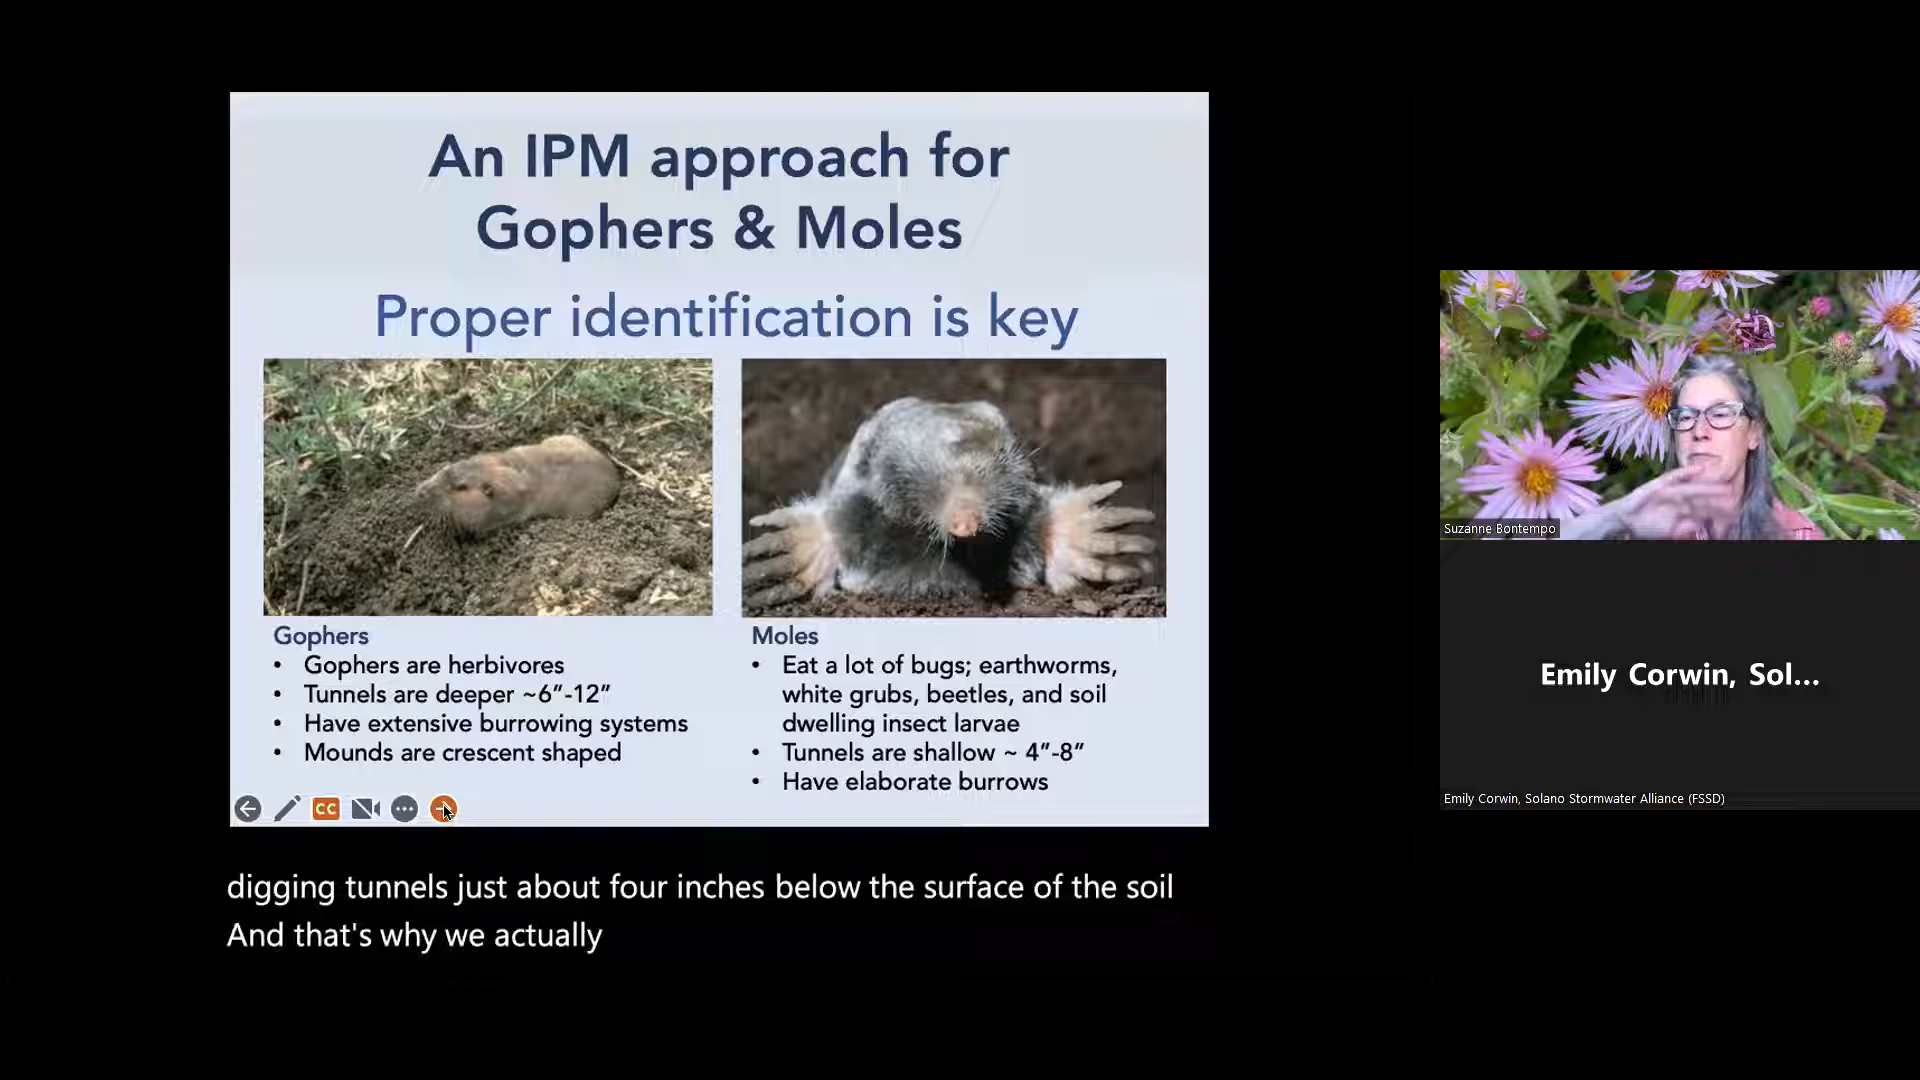 An IPM approach for
Gophers & Moles
Proper identification is key
Gophers
• Gophers are herbivores
• Tunnels are deeper ~6”-12”
• Have extensive burrowing systems
• Mounds are crescent shaped
Moles
• Eat a lot of bugs; earthworms,
white grubs, beetles, and soil
dwelling insect larvae
• Tunnels are shallow ~ 4”-8”
• Have elaborate burrows
CC
digging tunnels just about four inches below the surface of the soil
And that's why we actually
Suzanne Bontempo
Emily Corwin, Sol...
Emily Corwin, Solano Stormwater Alliance (FSSD)